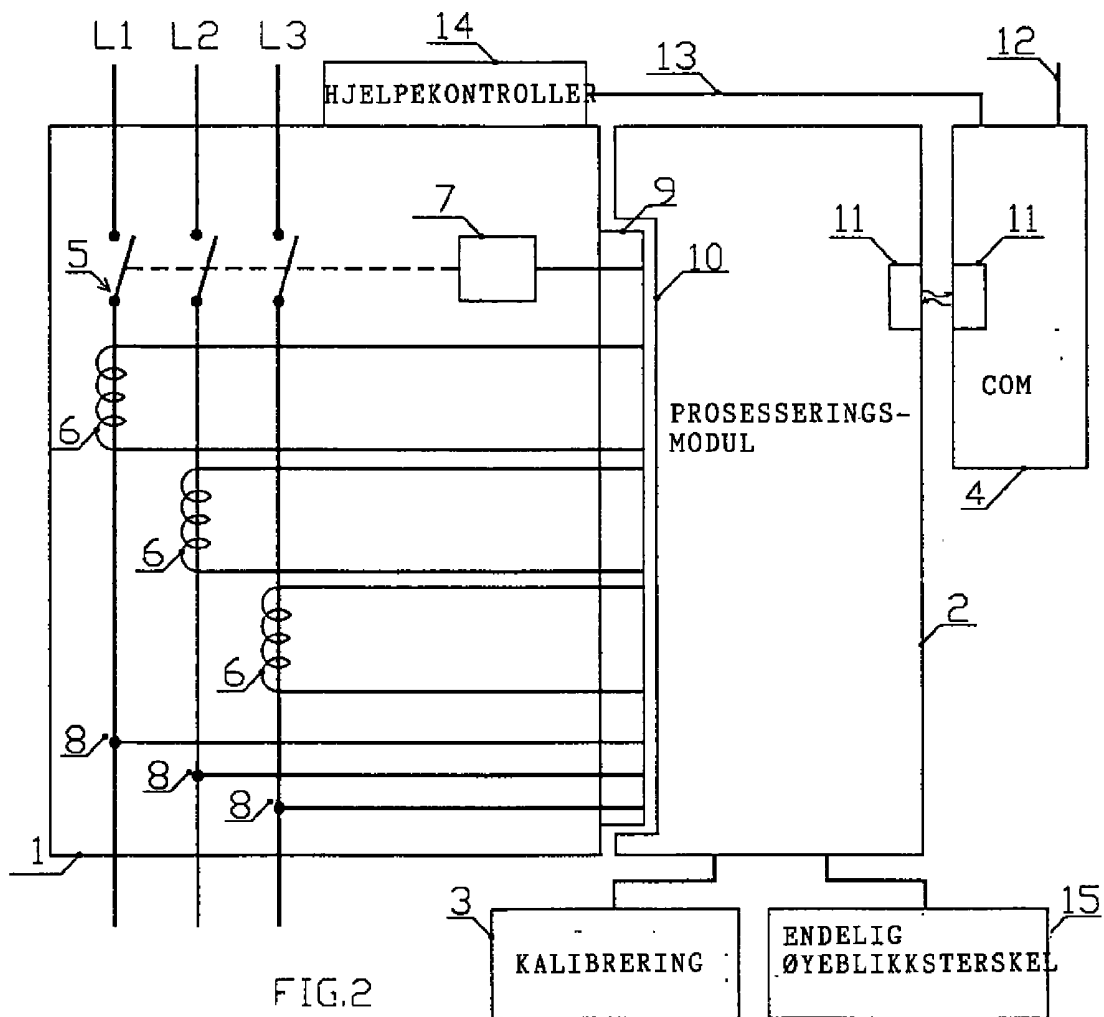 L1 L2 L3
14
13
12
HJELPEKONTROLLER
7
9
11
11
10
5
COM
PROSESSERINGS-
MODUL
6
4
6
2
6
8
8
8
1
3
15
KALIBRERING
ENDELIG
ØYEBLIKKSTERSKEL
FIG.2